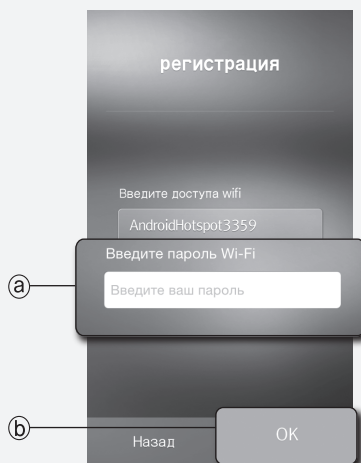 регистрация
Введите доступа wifi
AndroidHotspot3359
Введите пароль Wi-Fi
Введите ваш пароль
ⓐ
ⓑ
Назад
OK